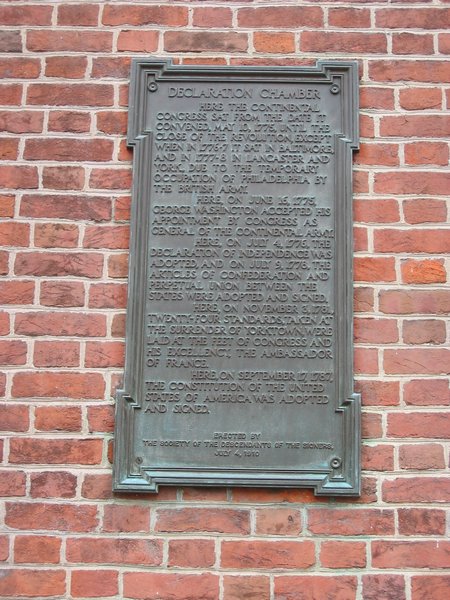 DECLARATION CHAMBER
HERE THE CONTINENTAL
CONGRESS SAT FROM THE DATE IT
CONVENED, MAY 10, 1775, UNTIL THE
CLOSE OF THE REVOLUTION, EXCEPT
WHEN IN 1776-7 IT SAT IN BALTIMORE,
AND IN 1777-8 IN LANCASTER AND
YORK, DUE TO THE TEMPORARY
OCCUPATION OF PHILADELPHIA BY
THE BRITISH ARMY.
HERE, ON JUNE 16, 1775,
GEORGE WASHINGTON ACCEPTED HIS
APPOINTMENT BY CONGRESS AS
GENERAL OF THE CONTINENTAL ARMY.
HERE, ON JULY 4, 1776, THE
DECLARATION OF INDEPENDENCE WAS
ADOPTED AND ON JULY 9, 1778, THE
ARTICLES OF CONFEDERATION AND
PERPETUAL UNION BETWEEN THE
STATES WERE ADOPTED AND SIGNED.
HERE, ON NOVEMBER 3, 1781,
TWENTY-FOUR STANDARDS TAKEN AT
THE SURRENDER OF YORKTOWN, WERE
LAID AT THE FEET OF CONGRESS AND
HIS EXCELLENCY, THE AMBASSADOR
OF FRANCE.
HERE, ON SEPTEMBER 17, 1787,
THE CONSTITUTION OF THE UNITED
STATES OF AMERICA WAS ADOPTED
AND SIGNED.
ERECTED BY
THE SOCIETY OF THE DESCENDANTS OF THE SIGNERS,
JULY 4, 1910